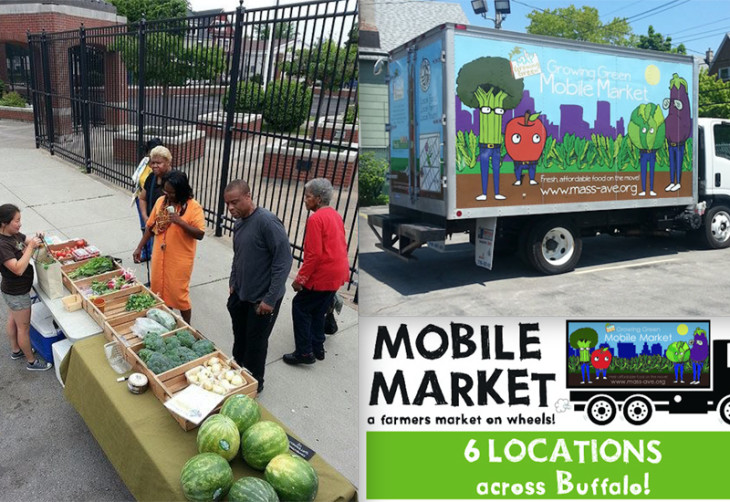 Growing Green
Mobile Market
fresh, affordable food on the move!
www.mass-ave.org
MOBILE
MARKET
a farmers market on wheels!
Growing Green
Mobile Market
www.mass-ave.org
6 LOCATIONS
across Buffalo!